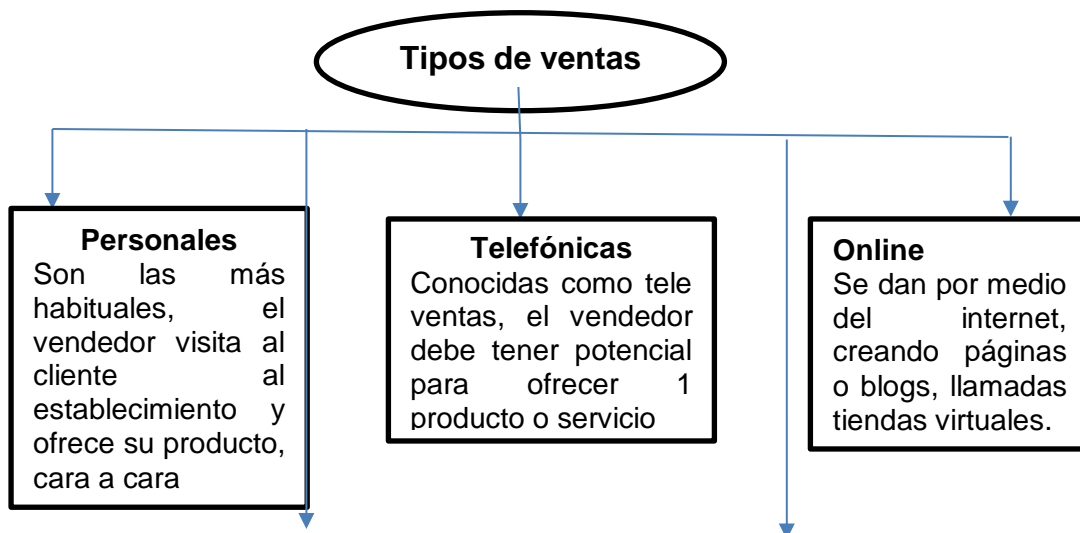 Tipos de ventas
Personales
Son las más
habituales, el
vendedor visita al
cliente al
establecimiento y
ofrece su producto,
cara a cara
Telefónicas
Conocidas como tele
ventas, el vendedor
debe tener potencial
para ofrecer 1
producto o servicio
Online
Se dan por medio
del internet,
creando páginas
o blogs, llamadas
tiendas virtuales.